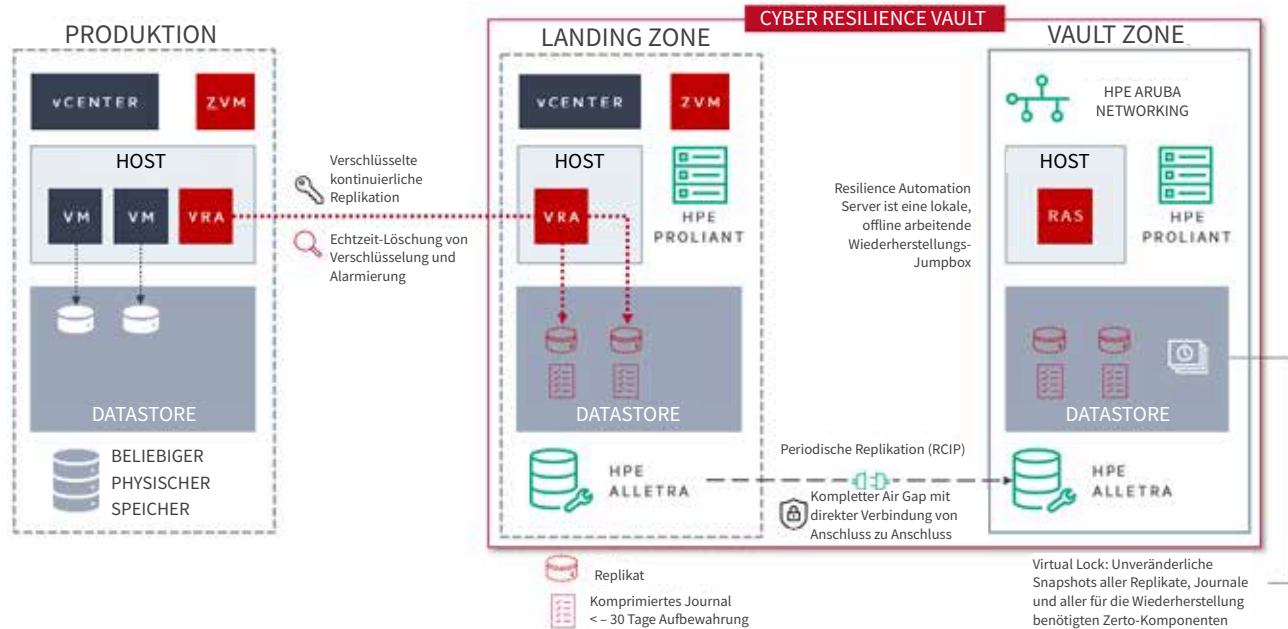 CYBER RESILIENCE VAULT
PRODUKTION
vCENTER
ZVM
HOST
VM
VM
VRA
DATASTORE
BELIEBIGER
PHYSISCHER
SPEICHER
Verschlüsselte
kontinuierliche
Replikation
Echtzeit-Löschung von
Verschlüsselung und
Alarmierung
LANDING ZONE
vCENTER
ZVM
HOST
VRA
HPE
PROLIANT
DATASTORE
HPE
ALLETRA
Resilience Automation
Server ist eine lokale,
offline arbeitende
Wiederherstellungs-
Jumpbox
Periodische Replikation (RCIP)
Kompletter Air Gap mit
direkter Verbindung von
Anschluss zu Anschluss
VAULT ZONE
HPE ARUBA
NETWORKING
HOST
RAS
HPE
PROLIANT
DATASTORE
HPE
ALLETRA
Replikat
Komprimiertes Journal
< – 30 Tage Aufbewahrung
Virtual Lock: Unveränderliche
Snapshots aller Replikate, Journale
und aller für die Wiederherstellung
benötigten Zerto-Komponenten